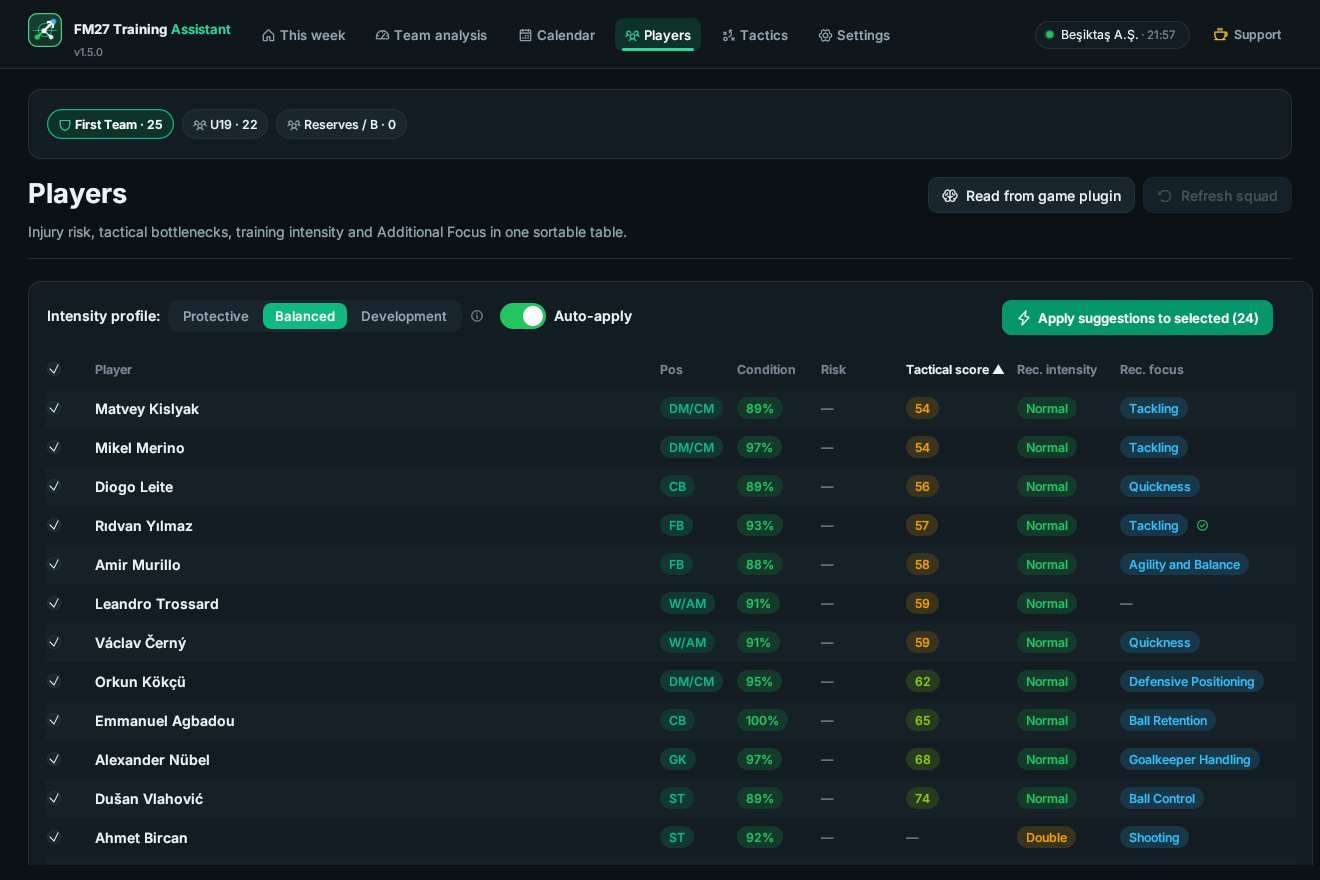 FM27 Training Assistant
v1.5.0
This week
Team analysis
Calendar
Players
Tactics
Settings
Beşiktaş A.Ş. · 21:57
Support
First Team · 25
U19 · 22
Reserves / B · 0
Players
Read from game plugin
Refresh squad
Injury risk, tactical bottlenecks, training intensity and Additional Focus in one sortable table.
Intensity profile: Protective Balanced Development Auto-apply
Apply suggestions to selected (24)
Player Pos Condition Risk Tactical score ▲ Rec. intensity Rec. focus
Matvey Kislyak DM/CM 89% — 54 Normal Tackling
Mikel Merino DM/CM 97% — 54 Normal Tackling
Diogo Leite CB 89% — 56 Normal Quickness
Rıdvan Yılmaz FB 93% — 57 Normal Tackling
Amir Murillo FB 88% — 58 Normal Agility and Balance
Leandro Trossard W/AM 91% — 59 Normal —
Václav Černý W/AM 91% — 59 Normal Quickness
Orkun Kökçü DM/CM 95% — 62 Normal Defensive Positioning
Emmanuel Agbadou CB 100% — 65 Normal Ball Retention
Alexander Nübel GK 97% — 68 Normal Goalkeeper Handling
Dušan Vlahović ST 89% — 74 Normal Ball Control
Ahmet Bircan ST 92% — — Double Shooting